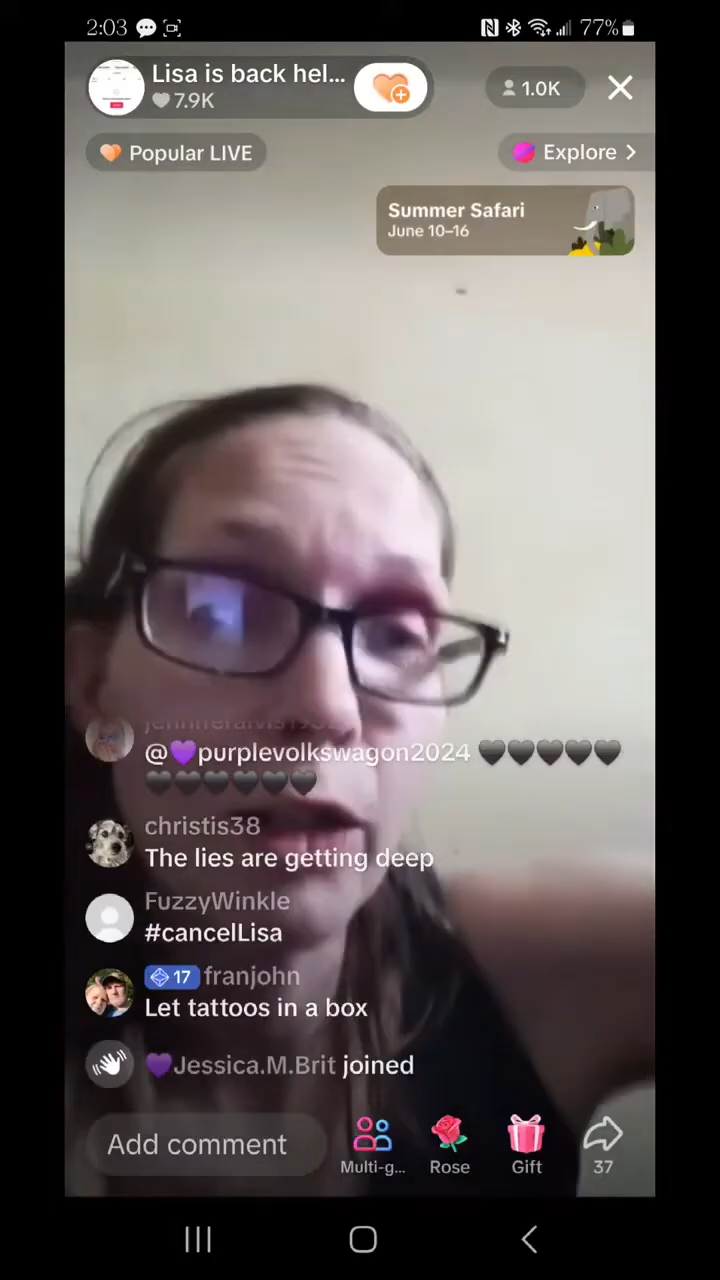 2:03
77%
Lisa is back hel...
7.9K
1.0K
Popular LIVE
Explore
Summer Safari
June 10–16
@💜purplevolkswagon2024 🖤🖤🖤🖤🖤
🖤🖤🖤🖤🖤🖤
christis38
The lies are getting deep
FuzzyWinkle
#cancelLisa
17 franjohn
Let tattoos in a box
💜Jessica.M.Brit joined
Add comment
Multi-g...
Rose
Gift
37